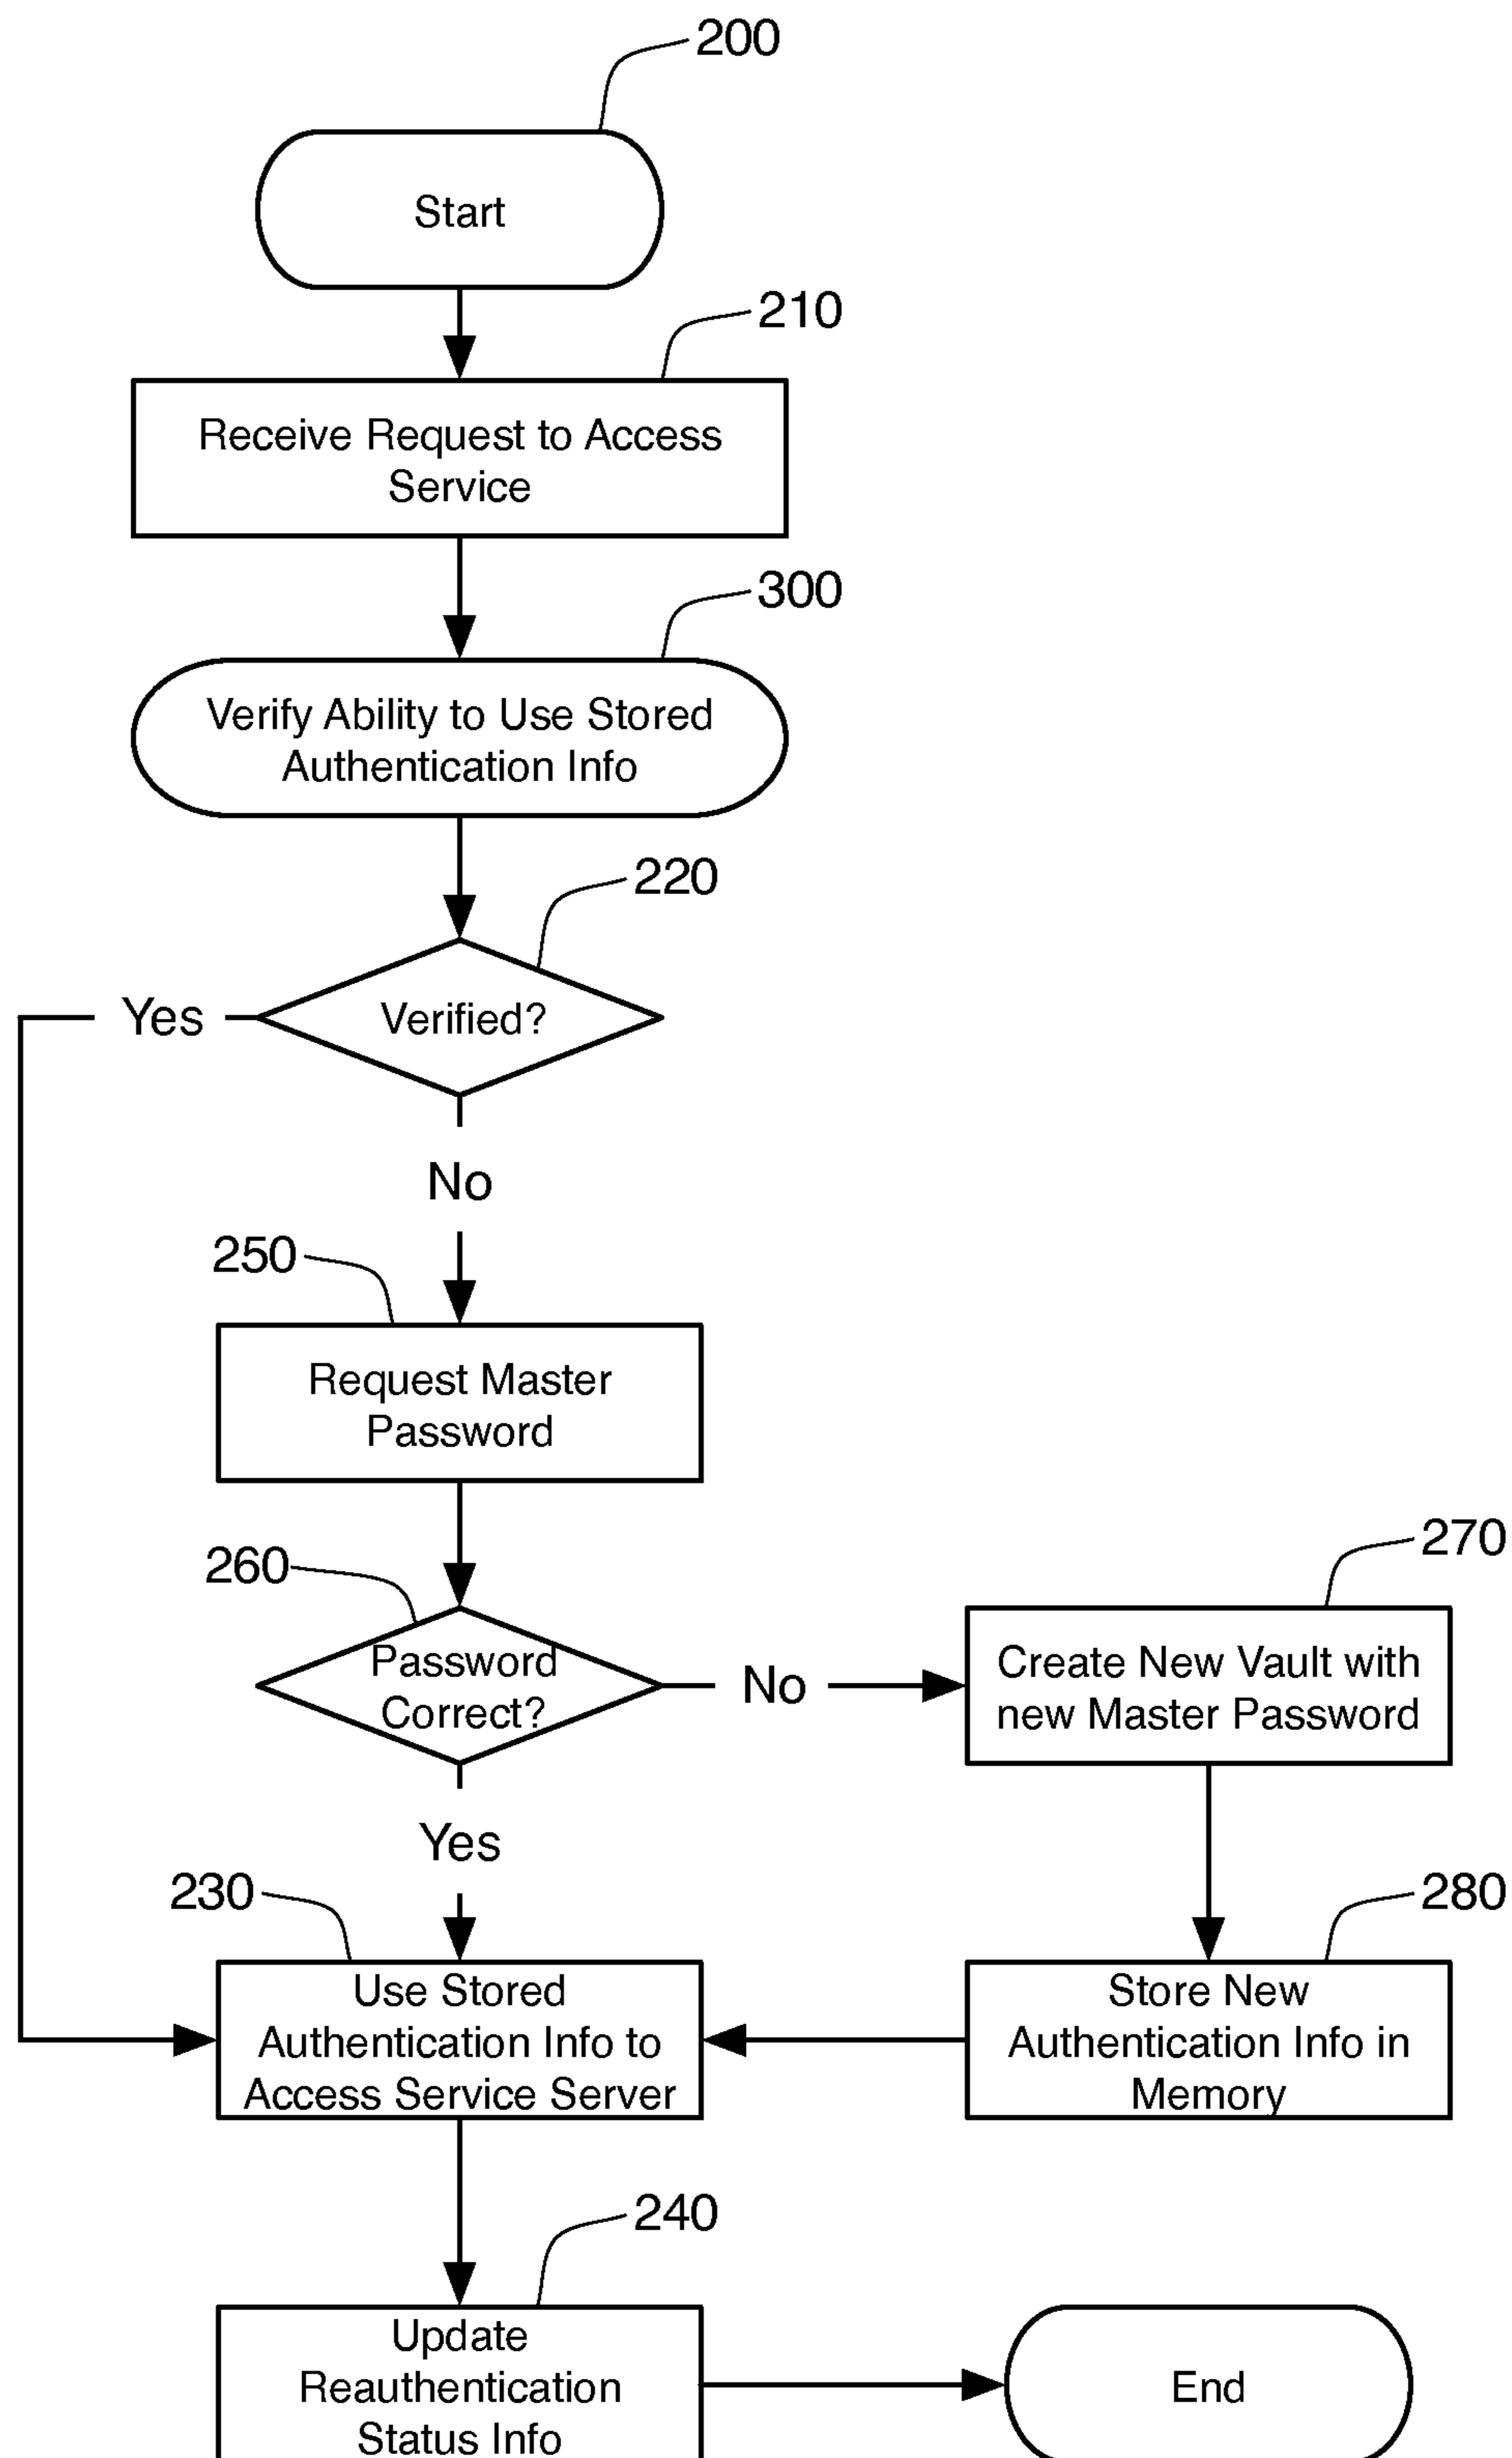 200
Start
210
Receive Request to Access
Service
300
Verify Ability to Use Stored
Authentication Info
220
Yes
Verified?
No
250
Request Master
Password
260
Password
Correct?
No
270
Create New Vault with
new Master Password
Yes
230
Use Stored
Authentication Info to
Access Service Server
280
Store New
Authentication Info in
Memory
240
Update
Reauthentication
Status Info
End